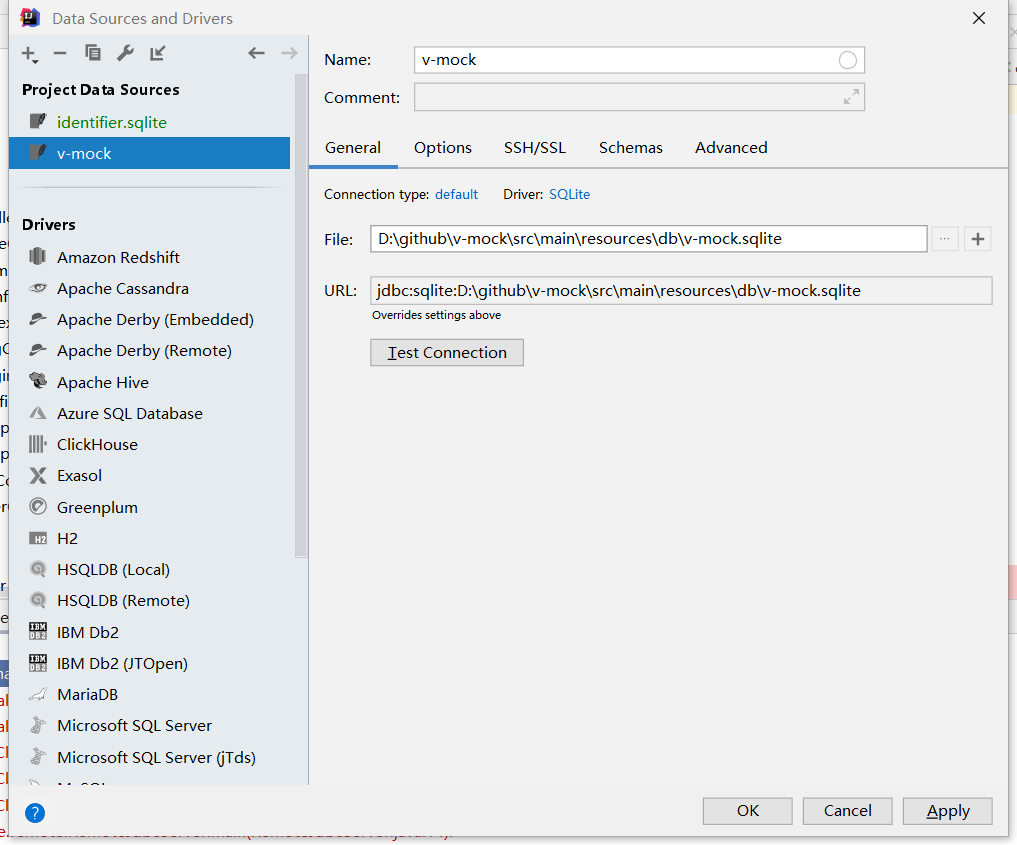 Data Sources and Drivers
Project Data Sources
identifier.sqlite
v-mock
Drivers
Amazon Redshift
Apache Cassandra
Apache Derby (Embedded)
Apache Derby (Remote)
Apache Hive
Azure SQL Database
ClickHouse
Exasol
Greenplum
H2
HSQLDB (Local)
HSQLDB (Remote)
IBM Db2
IBM Db2 (JTOpen)
MariaDB
Microsoft SQL Server
Microsoft SQL Server (jTds)
Name: v-mock
Comment:
General Options SSH/SSL Schemas Advanced
Connection type: default Driver: SQLite
File: D:\github\v-mock\src\main\resources\db\v-mock.sqlite
URL: jdbc:sqlite:D:\github\v-mock\src\main\resources\db\v-mock.sqlite
Overrides settings above
Test Connection
OK Cancel Apply